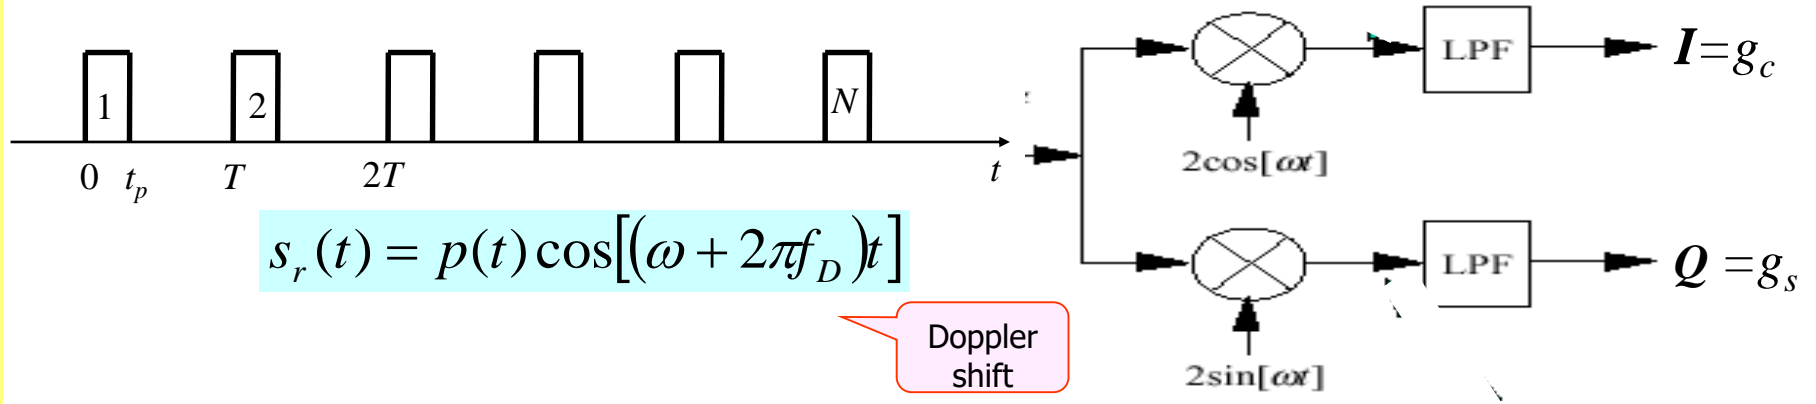 1 2 N
0 t_p T 2T t
s_r(t) = p(t)cos[(ω + 2πf_D)t]
Doppler
shift
LPF
I=g_c
2cos[ωt]
LPF
Q =g_s
2sin[ωt]